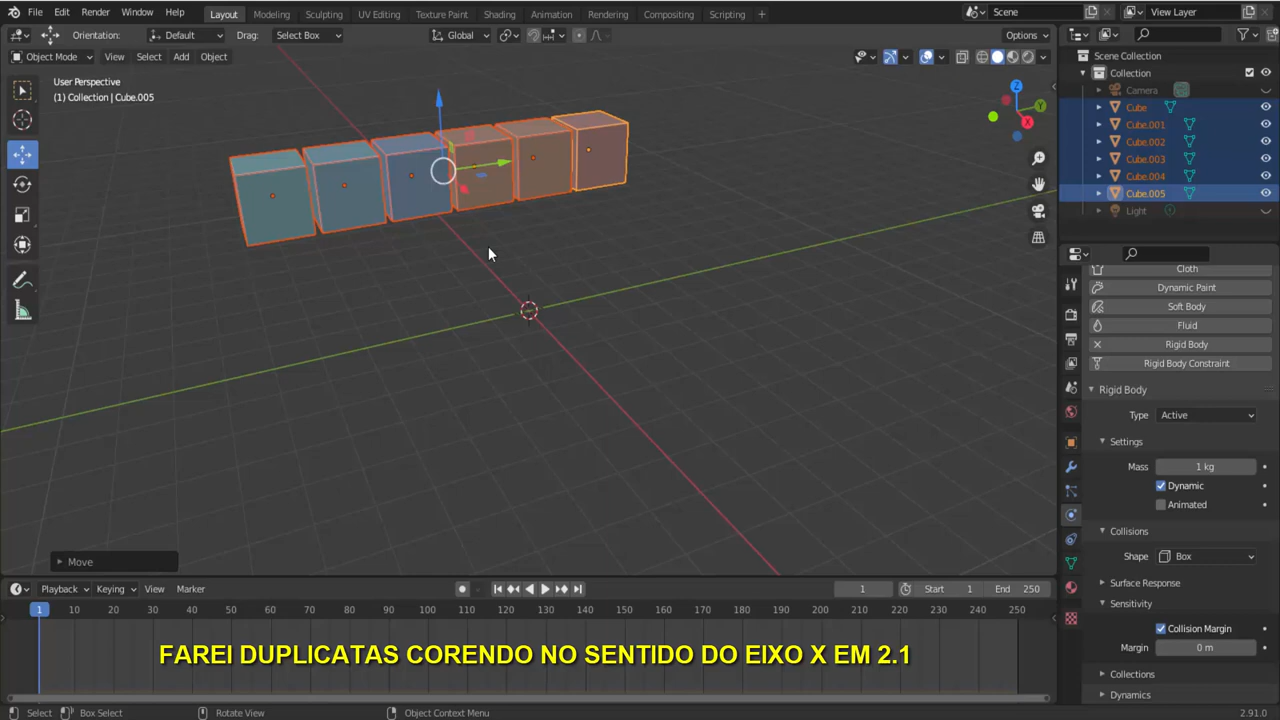 File Edit Render Window Help Layout Modeling Sculpting UV Editing Texture Paint Shading Animation Rendering Compositing Scripting + Scene View Layer
Orientation: Default Drag: Select Box Global Options
Object Mode View Select Add Object
User Perspective
(1) Collection | Cube.005
Scene Collection
Collection
Camera
Cube
Cube.001
Cube.002
Cube.003
Cube.004
Cube.005
Light
X
Y
Z
Cloth
Dynamic Paint
Soft Body
Fluid
Rigid Body
Rigid Body Constraint
Rigid Body
Type Active
Settings
Mass 1 kg
Dynamic
Animated
Collisions
Shape Box
Surface Response
Sensitivity
Collision Margin
Margin 0 m
Collections
Dynamics
Move
Playback Keying View Marker 1 Start 1 End 250
1 10 20 30 40 50 60 70 80 90 100 110 120 130 140 150 160 170 180 190 200 210 220 230 240 250
FAREI DUPLICATAS CORENDO NO SENTIDO DO EIXO X EM 2.1
Select Box Select Rotate View Object Context Menu 2.91.0